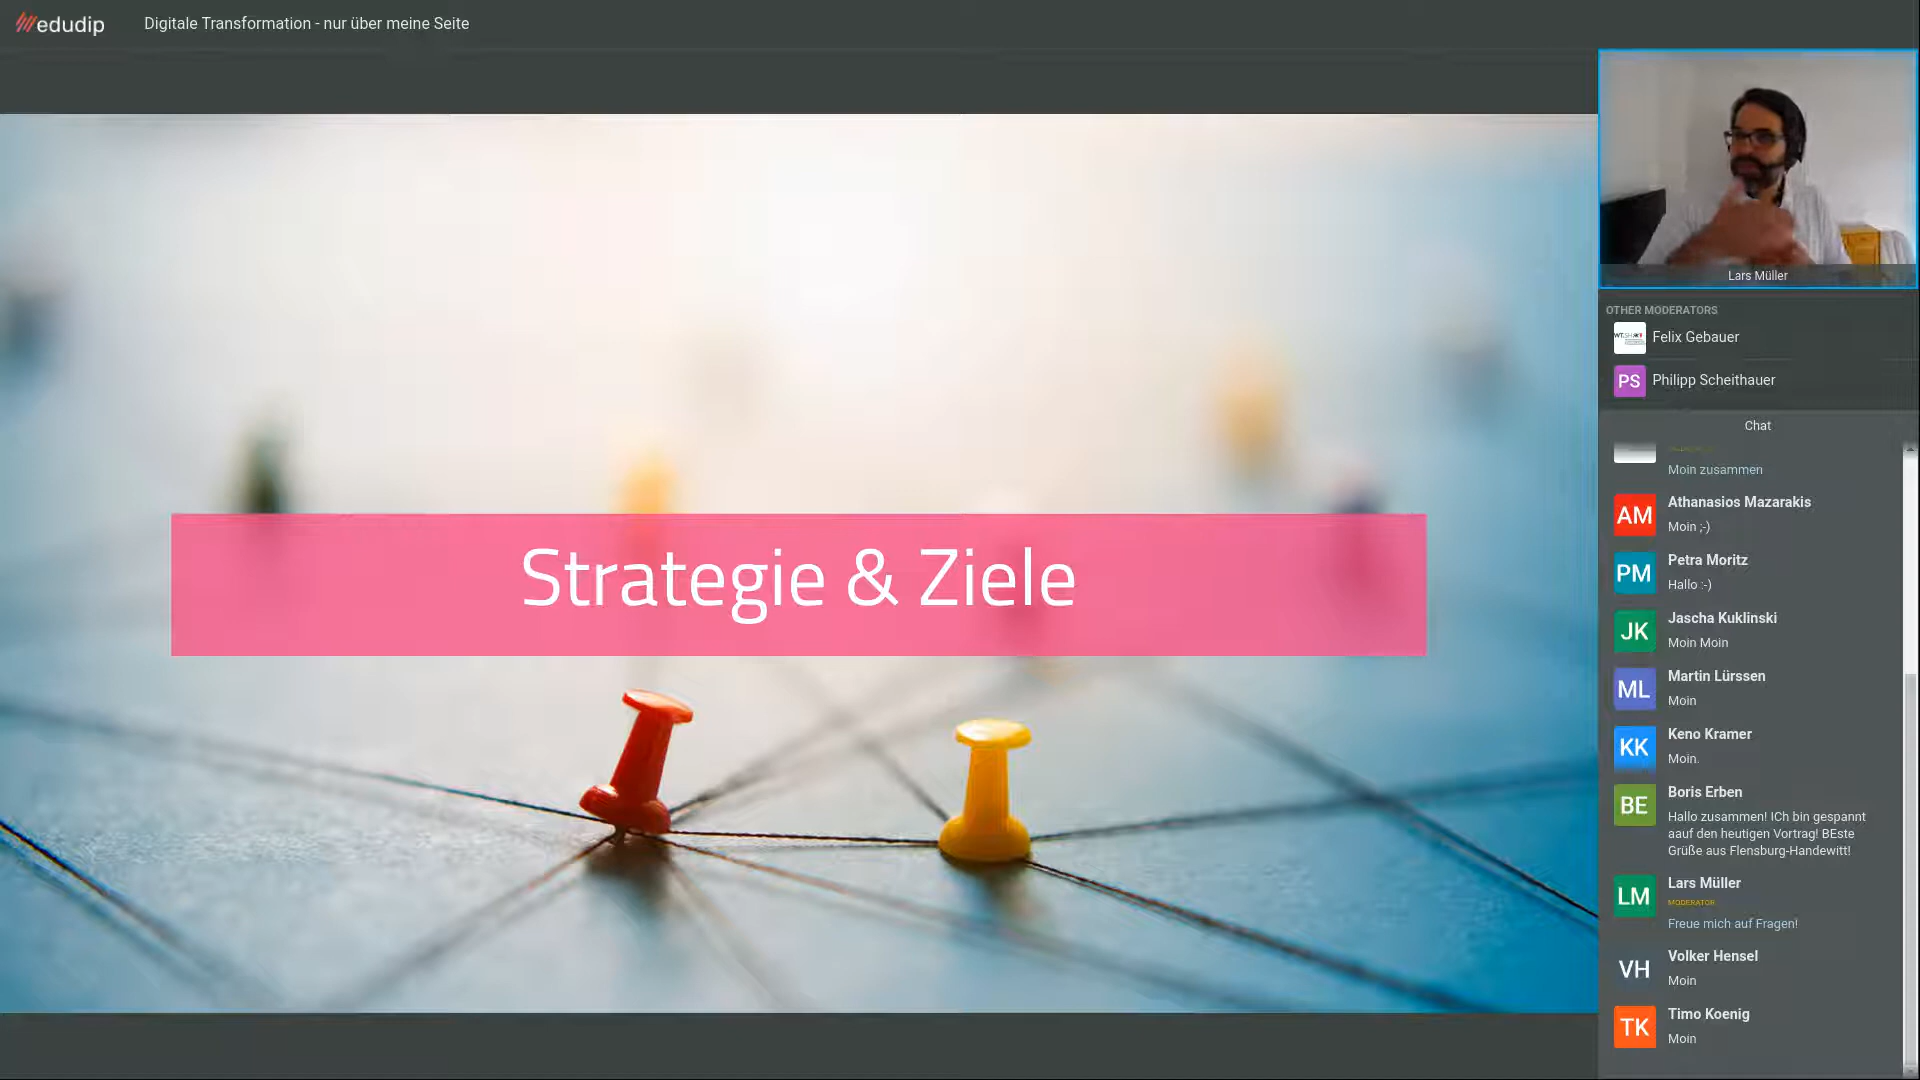 edudip
Digitale Transformation - nur über meine Seite
Strategie & Ziele
Lars Müller
OTHER MODERATORS
Felix Gebauer
PS
Philipp Scheithauer
Chat
Moin zusammen
AM
Athanasios Mazarakis
Moin ;-)
PM
Petra Moritz
Hallo :-)
JK
Jascha Kuklinski
Moin Moin
ML
Martin Lürssen
Moin
KK
Keno Kramer
Moin.
BE
Boris Erben
Hallo zusammen! ICh bin gespannt
aauf den heutigen Vortrag! BEste
Grüße aus Flensburg-Handewitt!
LM
Lars Müller
MODERATOR
Freue mich auf Fragen!
VH
Volker Hensel
Moin
TK
Timo Koenig
Moin